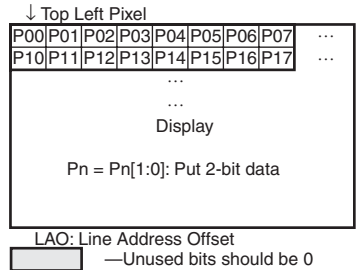 ↓ Top Left Pixel
P00 P01 P02 P03 P04 P05 P06 P07 ...
P10 P11 P12 P13 P14 P15 P16 P17 ...
...
...
Display
Pn = Pn[1:0]: Put 2-bit data
LAO: Line Address Offset
—Unused bits should be 0